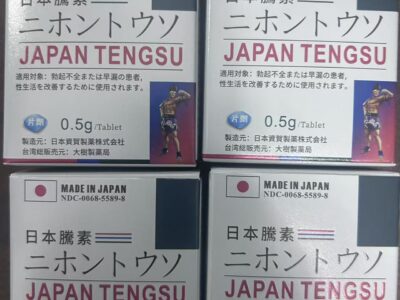 日本騰素
ニホントウソ
JAPAN TENGSU
適用対象:勃起不全または早漏の患者,
性生活を改善するために使用されます。
片剤 0.5g/Tablet
製造元:日本資賀製薬株式会社
台湾総販売元:大樹製薬局
日本騰素
ニホントウソ
JAPAN TENGSU
適用対象:勃起不全または早漏の患者,
性生活を改善するために使用されます。
片剤 0.5g/Tablet
製造元:日本資賀製薬株式会社
台湾総販売元:大樹製薬局
MADE IN JAPAN
NDC-0068-5589-8
日本騰素
ニホントウソ
JAPAN TENGSU
MADE IN JAPAN
NDC-0068-5589-8
日本騰素
ニホントウソ
JAPAN TENGSU